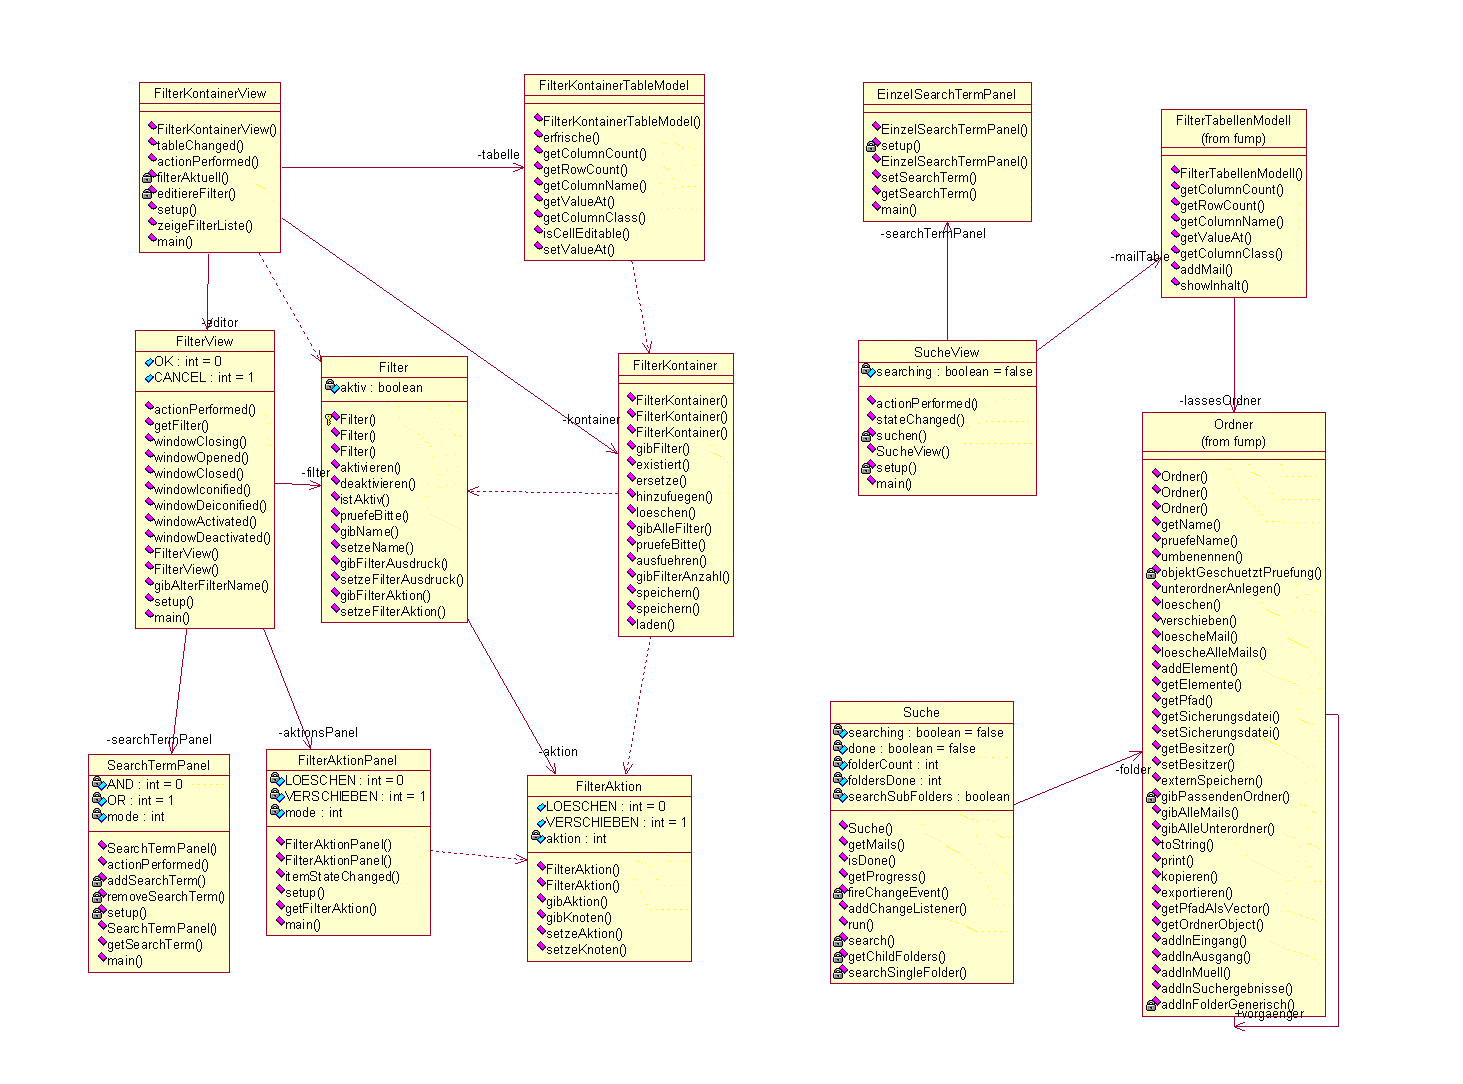 FilterKontainerView
FilterKontainerView()
tableChanged()
actionPerformed()
filterAktuell()
editiereFilter()
setup()
zeigeFilterListe()
main()
-tabelle
FilterKontainerTableModel
FilterKontainerTableModel()
erfrische()
getColumnCount()
getRowCount()
getColumnName()
getValueAt()
getColumnClass()
isCellEditable()
setValueAt()
EinzelSearchTermPanel
EinzelSearchTermPanel()
setup()
EinzelSearchTermPanel()
setSearchTerm()
getSearchTerm()
main()
-searchTermPanel
FilterTabellenModell
(from fump)
FilterTabellenModell()
getColumnCount()
getRowCount()
getColumnName()
getValueAt()
getColumnClass()
addMail()
showInhalt()
-mailTable
-editor
FilterView
OK : int = 0
CANCEL : int = 1
actionPerformed()
getFilter()
windowClosing()
windowOpened()
windowClosed()
windowIconified()
windowDeiconified()
windowActivated()
windowDeactivated()
FilterView()
FilterView()
gibAlterFilterName()
setup()
main()
-filter
Filter
aktiv : boolean
Filter()
Filter()
Filter()
aktivieren()
deaktivieren()
istAktiv()
pruefeBitte()
gibName()
setzeName()
gibFilterAusdruck()
setzeFilterAusdruck()
gibFilterAktion()
setzeFilterAktion()
-kontainer
FilterKontainer
FilterKontainer()
FilterKontainer()
FilterKontainer()
gibFilter()
existiert()
ersetze()
hinzufuegen()
loeschen()
gibAlleFilter()
pruefeBitte()
ausfuehren()
gibFilterAnzahl()
speichern()
speichern()
laden()
SucheView
searching : boolean = false
actionPerformed()
stateChanged()
suchen()
SucheView()
setup()
main()
-lassesOrdner
Ordner
(from fump)
Ordner()
Ordner()
Ordner()
getName()
pruefeName()
umbenennen()
objektGeschuetztPruefung()
unterordnerAnlegen()
loeschen()
verschieben()
loescheMail()
loescheAlleMails()
addElement()
getElemente()
getPfad()
getSicherungsdatei()
setSicherungsdatei()
getBesitzer()
setBesitzer()
externSpeichern()
gibPassendenOrdner()
gibAlleMails()
gibAlleUnterordner()
toString()
print()
kopieren()
exportieren()
getPfadAlsVector()
getOrdnerObject()
addInEingang()
addInAusgang()
addInMuell()
addInSuchergebnisse()
addInFolderGenerisch()
+vorgaenger
-searchTermPanel
SearchTermPanel
AND : int = 0
OR : int = 1
mode : int
SearchTermPanel()
actionPerformed()
addSearchTerm()
removeSearchTerm()
setup()
SearchTermPanel()
getSearchTerm()
main()
-aktionsPanel
FilterAktionPanel
LOESCHEN : int = 0
VERSCHIEBEN : int = 1
mode : int
FilterAktionPanel()
FilterAktionPanel()
itemStateChanged()
setup()
getFilterAktion()
main()
-aktion
FilterAktion
LOESCHEN : int = 0
VERSCHIEBEN : int = 1
aktion : int
FilterAktion()
FilterAktion()
gibAktion()
gibKnoten()
setzeAktion()
setzeKnoten()
Suche
searching : boolean = false
done : boolean = false
folderCount : int
foldersDone : int
searchSubFolders : boolean
Suche()
getMails()
isDone()
getProgress()
fireChangeEvent()
addChangeListener()
run()
search()
getChildFolders()
searchSingleFolder()
-folder